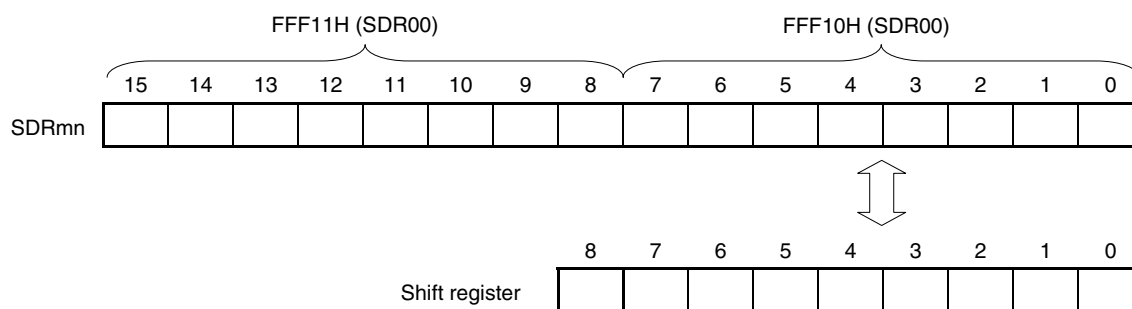 FFF11H (SDR00) FFF10H (SDR00)
15 14 13 12 11 10 9 8 7 6 5 4 3 2 1 0
SDRmn
8 7 6 5 4 3 2 1 0
Shift register